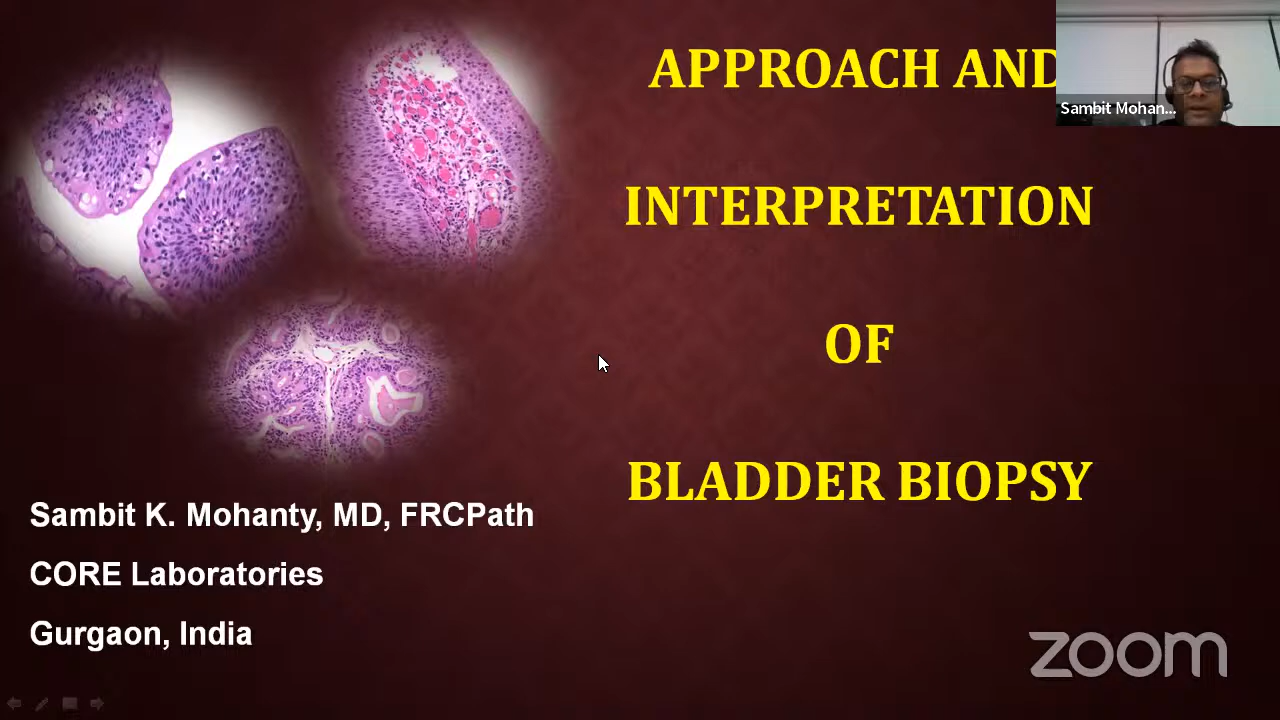 APPROACH AND
Sambit Mohan...
INTERPRETATION
OF
BLADDER BIOPSY
Sambit K. Mohanty, MD, FRCPath
CORE Laboratories
Gurgaon, India
zoom